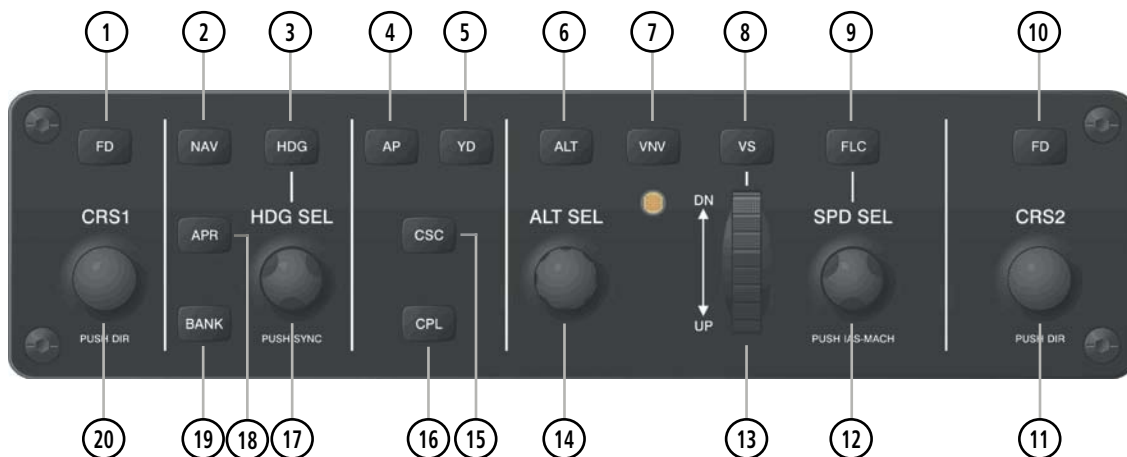 1 2 3 4 5 6 7 8 9 10
FD NAV HDG AP YD ALT VNV VS FLC FD
CRS1 HDG SEL ALT SEL DN SPD SEL CRS2
APR CSC
BANK CPL UP
PUSH DIR PUSH SYNC PUSH IAS-MACH PUSH DIR
20 19 18 17 16 15 14 13 12 11